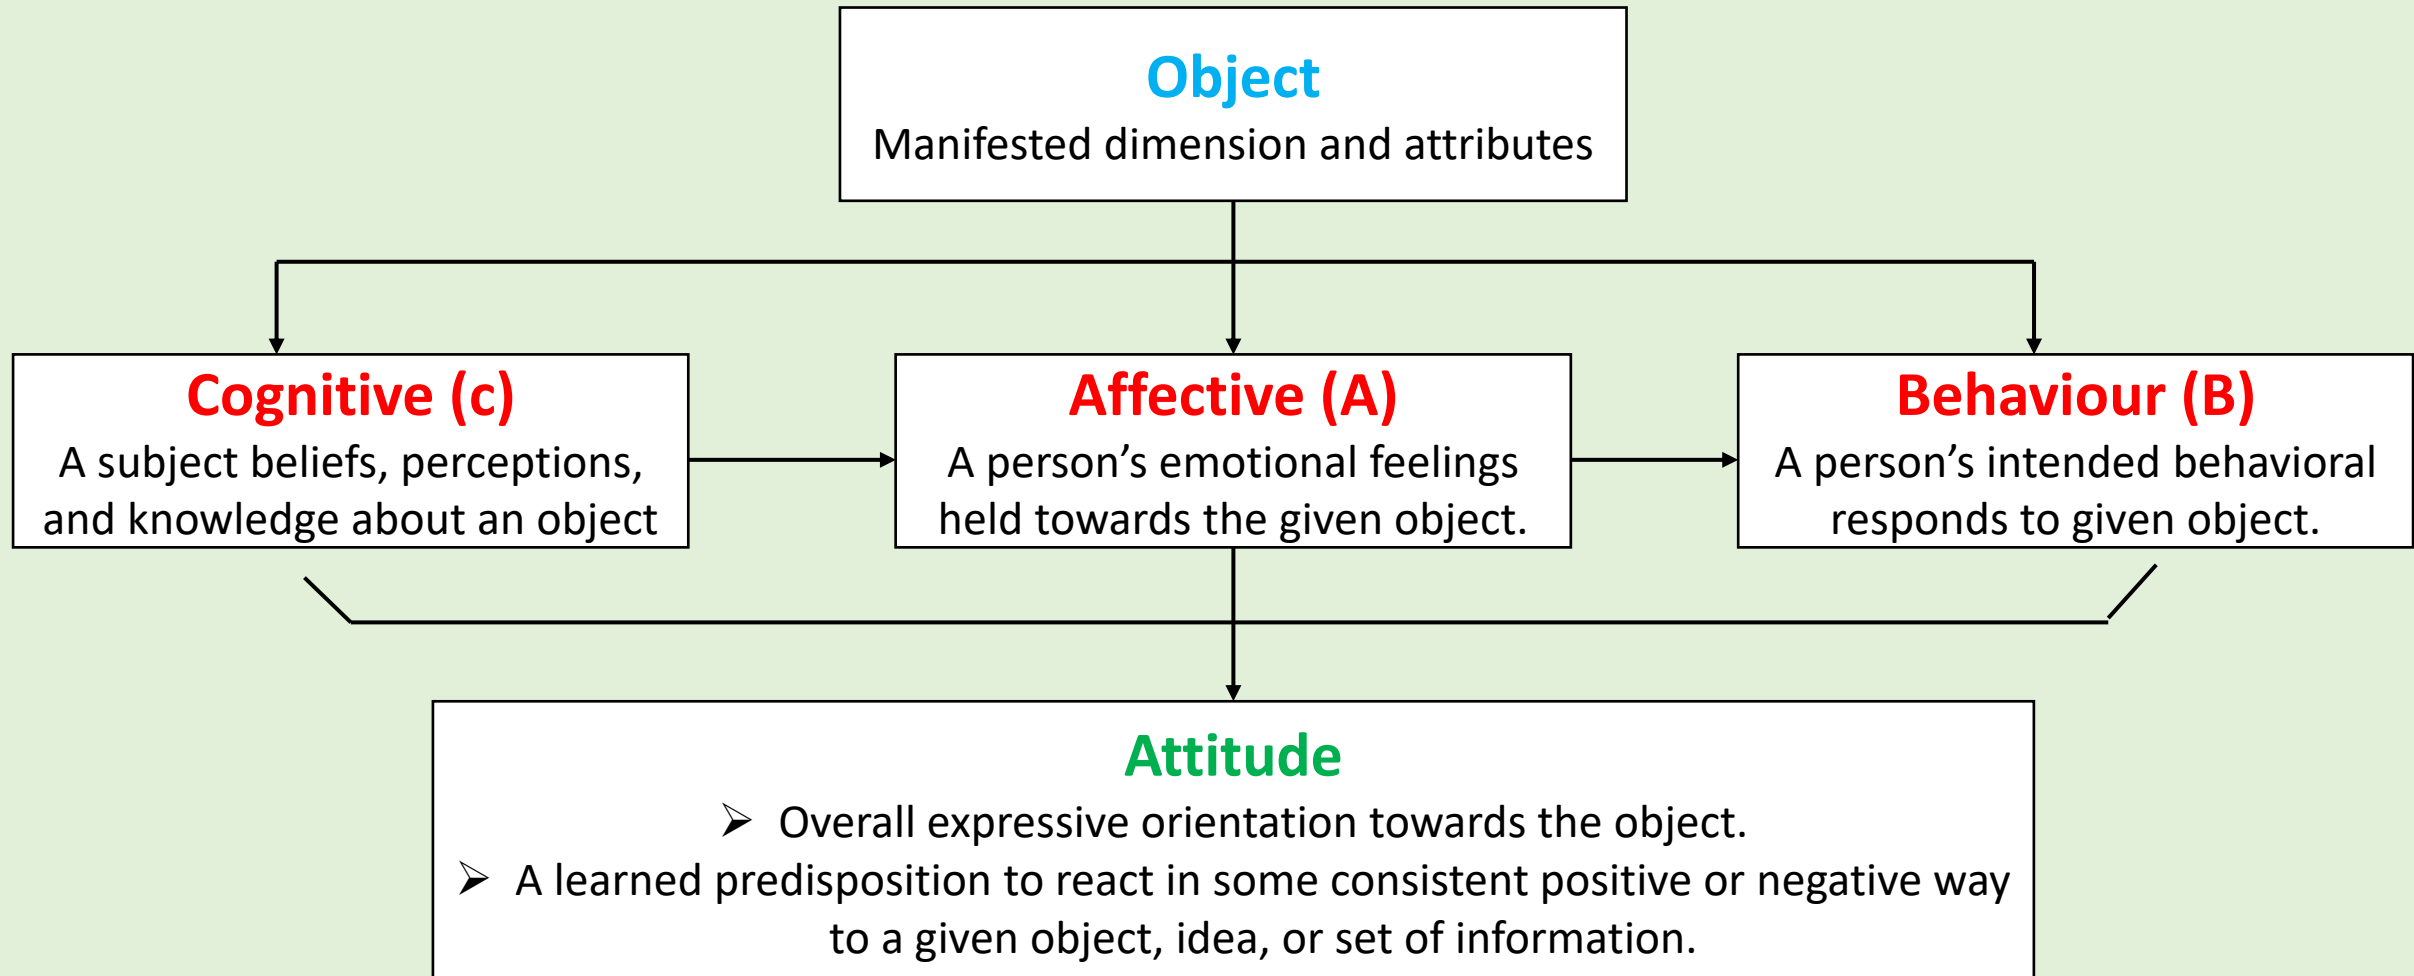 Object
Manifested dimension and attributes
Cognitive (c)
A subject beliefs, perceptions,
and knowledge about an object
Affective (A)
A person’s emotional feelings
held towards the given object.
Behaviour (B)
A person’s intended behavioral
responds to given object.
Attitude
➢ Overall expressive orientation towards the object.
➢ A learned predisposition to react in some consistent positive or negative way
to a given object, idea, or set of information.